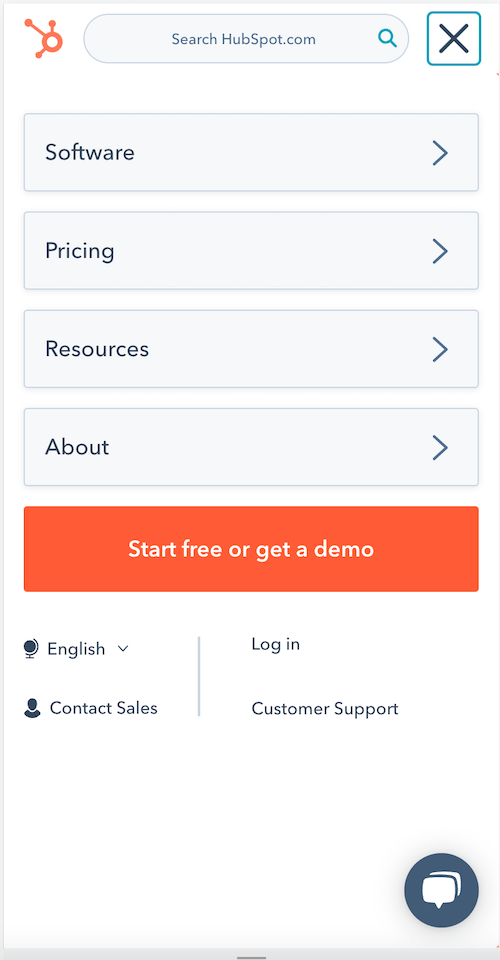 Search HubSpot.com
Software
Pricing
Resources
About
Start free or get a demo
English
Log in
Contact Sales
Customer Support